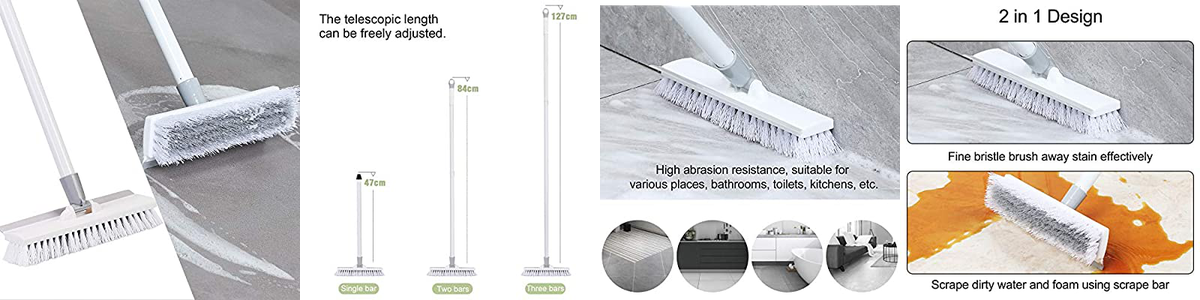 The telescopic length
can be freely adjusted.
127cm
84cm
47cm
Single bar
Two bars
Three bars
High abrasion resistance, suitable for
various places, bathrooms, toilets, kitchens, etc.
2 in 1 Design
Fine bristle brush away stain effectively
Scrape dirty water and foam using scrape bar